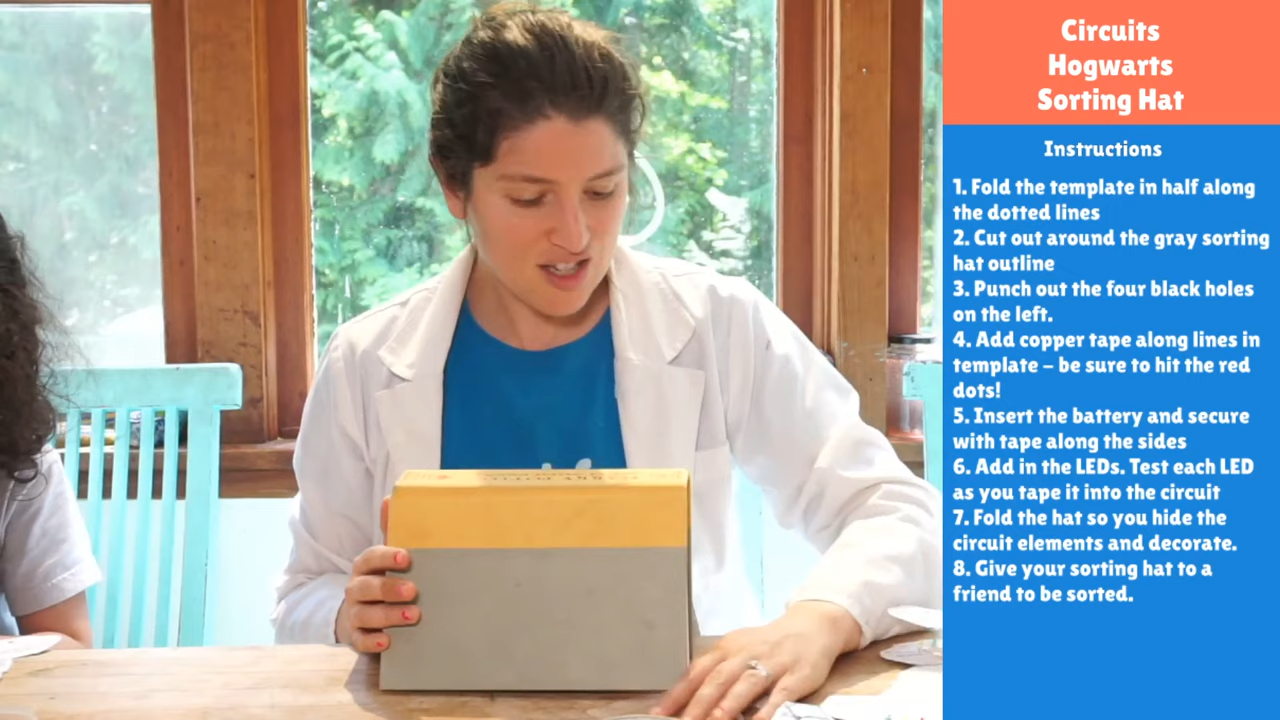 Circuits
Hogwarts
Sorting Hat
Instructions
1. Fold the template in half along
the dotted lines
2. Cut out around the gray sorting
hat outline
3. Punch out the four black holes
on the left.
4. Add copper tape along lines in
template – be sure to hit the red
dots!
5. Insert the battery and secure
with tape along the sides
6. Add in the LEDs. Test each LED
as you tape it into the circuit
7. Fold the hat so you hide the
circuit elements and decorate.
8. Give your sorting hat to a
friend to be sorted.